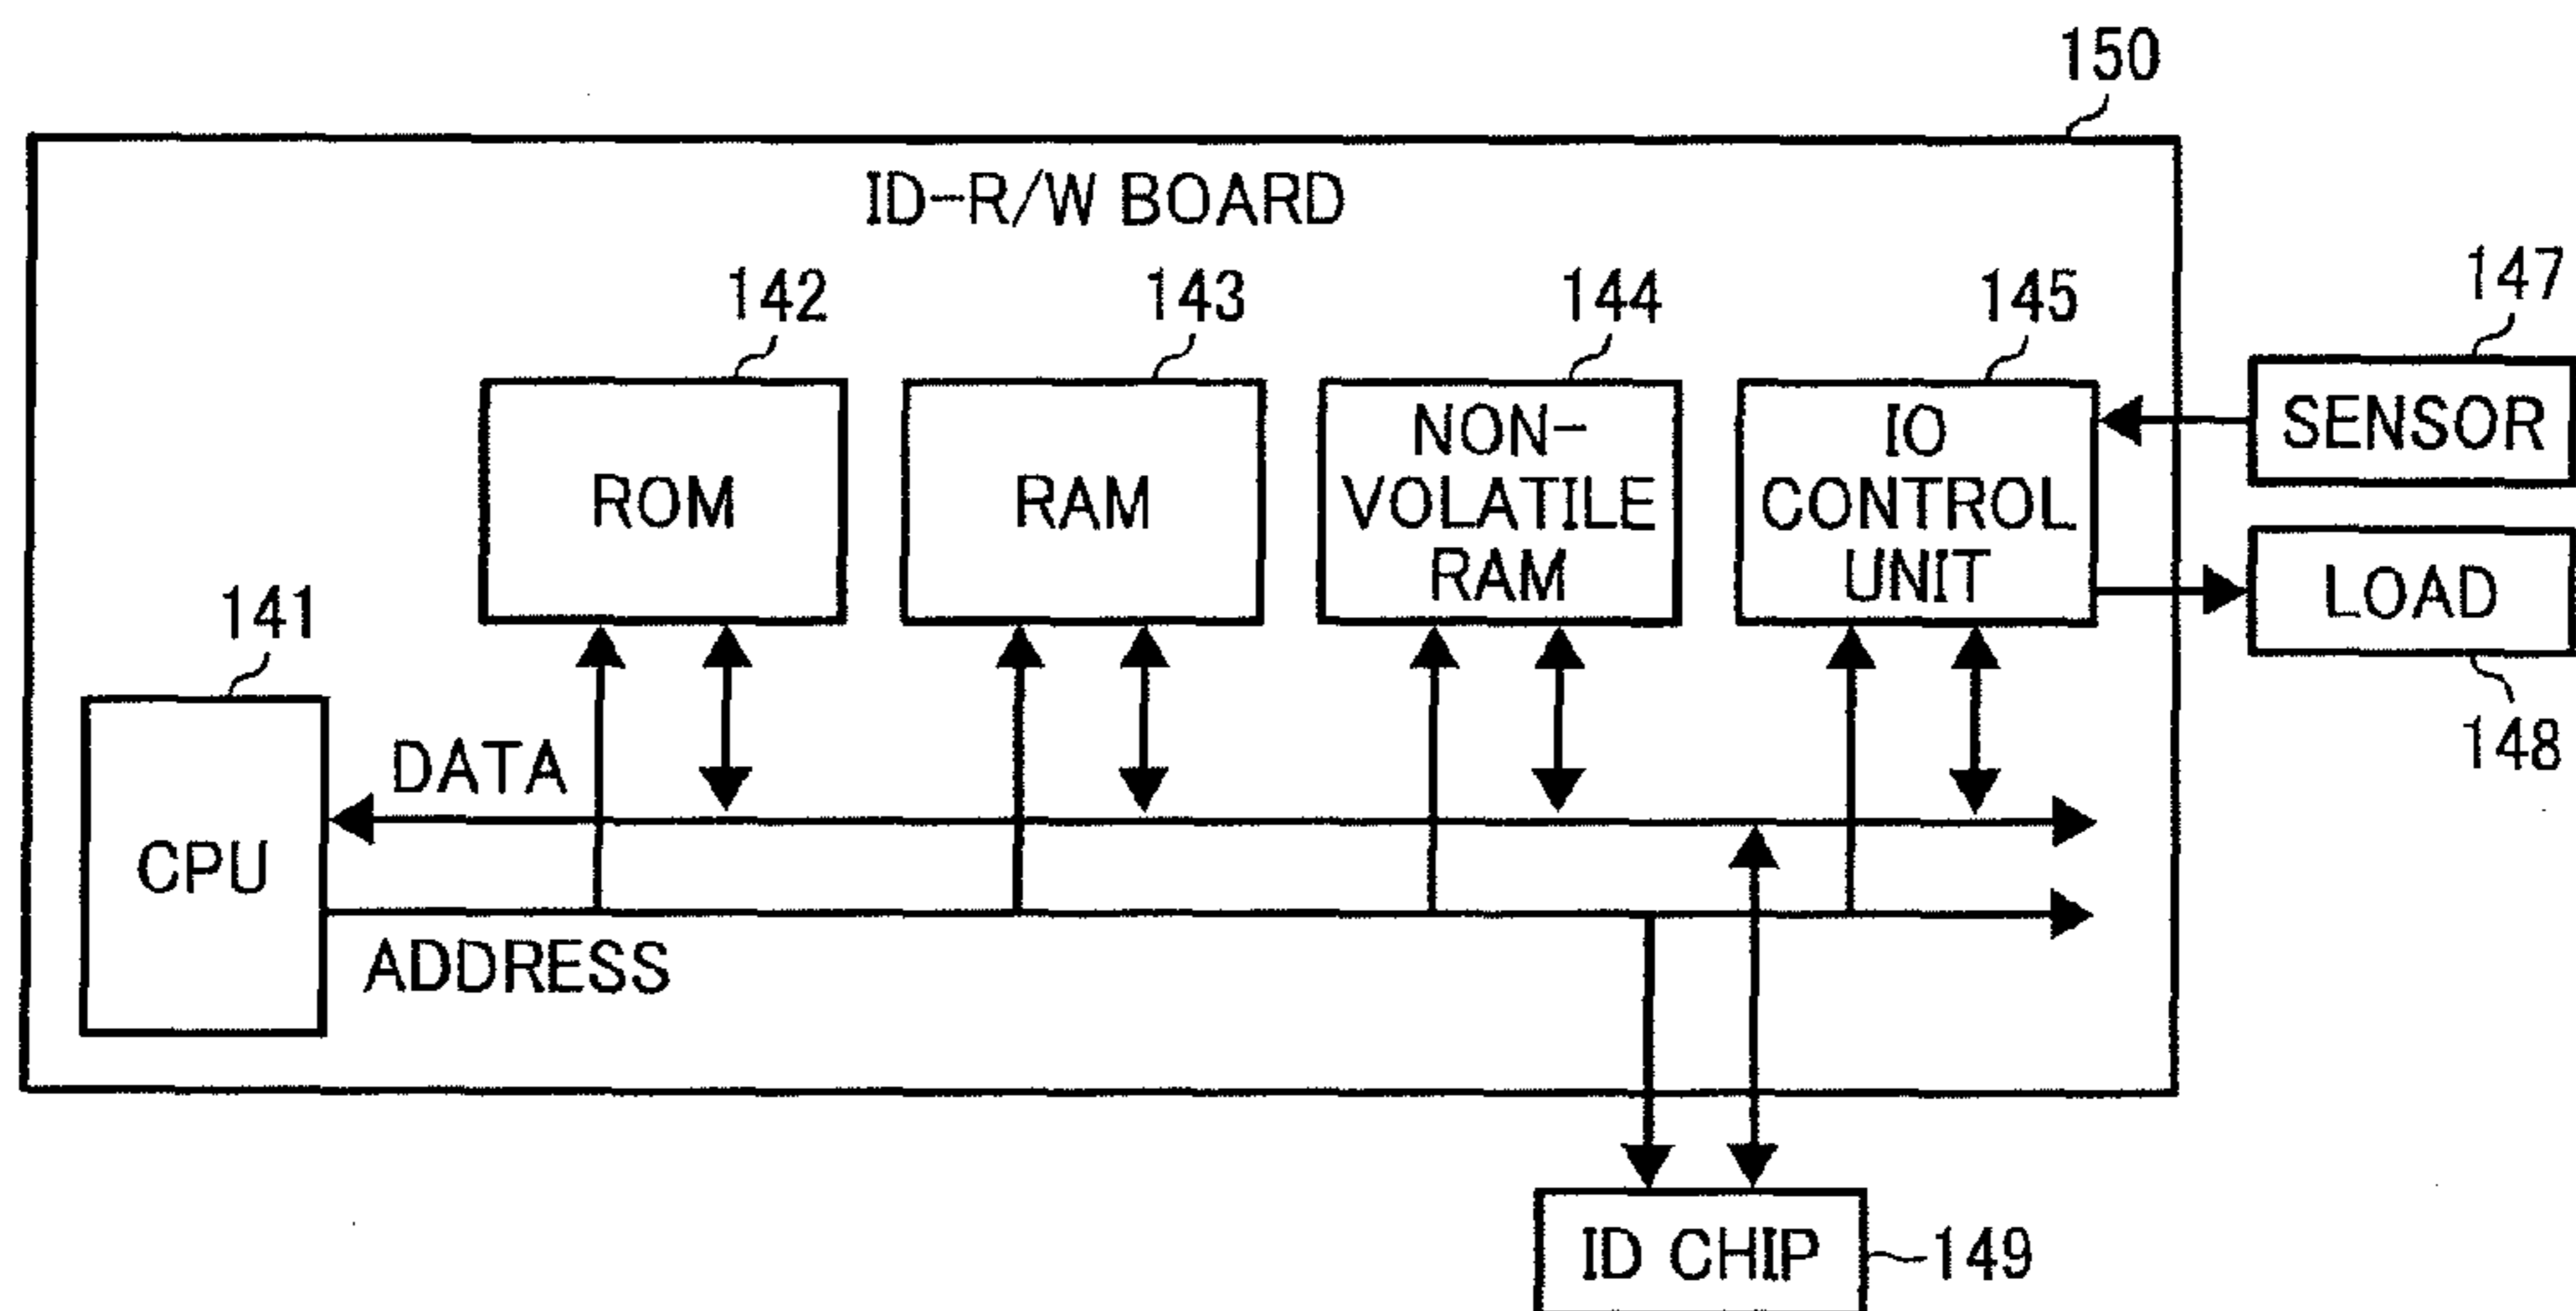 150
ID-R/W BOARD
142
143
144
145
147
ROM
RAM
NON-
VOLATILE
RAM
IO
CONTROL
UNIT
SENSOR
LOAD
148
141
CPU
DATA
ADDRESS
ID CHIP
149